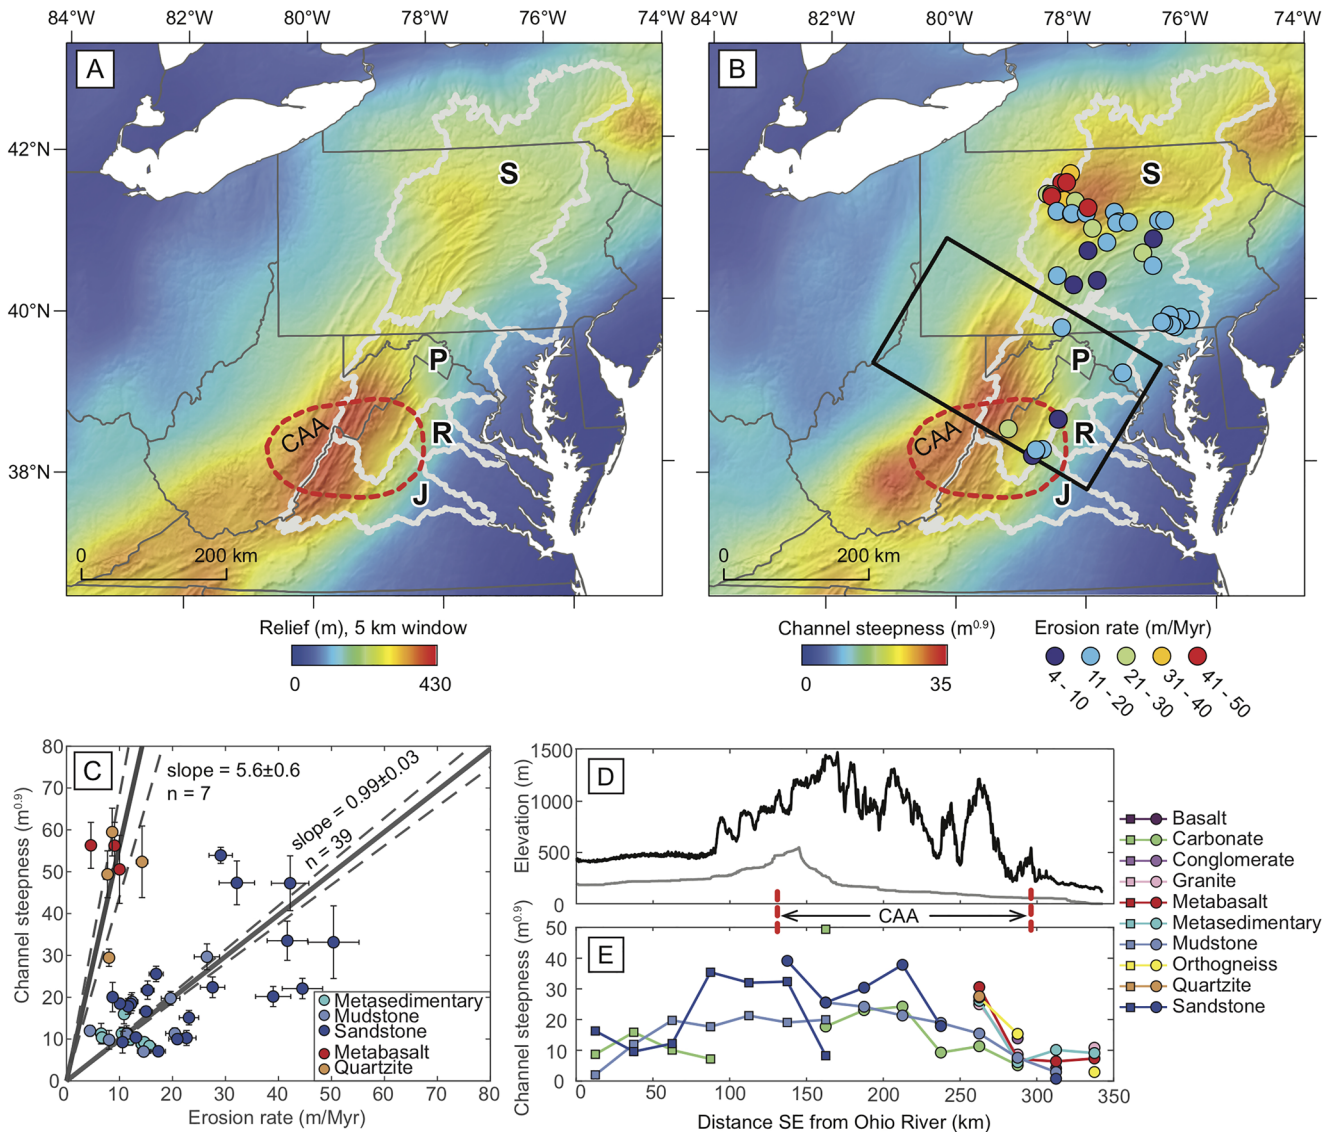 84°W 82°W 80°W 78°W 76°W 74°W 84°W 82°W 80°W 78°W 76°W 74°W
A
B
S
S
42°N
40°N
38°N
P
P
R
R
CAA
CAA
J
J
0 200 km
0 200 km
Relief (m), 5 km window
0 430
Channel steepness (m0.9)
0 35
Erosion rate (m/Myr)
4 - 10
11 - 20
21 - 30
31 - 40
41 - 50
C
Channel steepness (m0.9)
80
70
60
50
40
30
20
10
0
slope = 5.6±0.6
n = 7
slope = 0.99±0.03
n = 39
Metasedimentary
Mudstone
Sandstone
Metabasalt
Quartzite
0 10 20 30 40 50 60 70 80
Erosion rate (m/Myr)
D
Elevation (m)
1500
1000
500
0
CAA
E
Channel steepness (m0.9)
50
40
30
20
10
0
0 50 100 150 200 250 300 350
Distance SE from Ohio River (km)
Basalt
Carbonate
Conglomerate
Granite
Metabasalt
Metasedimentary
Mudstone
Orthogneiss
Quartzite
Sandstone